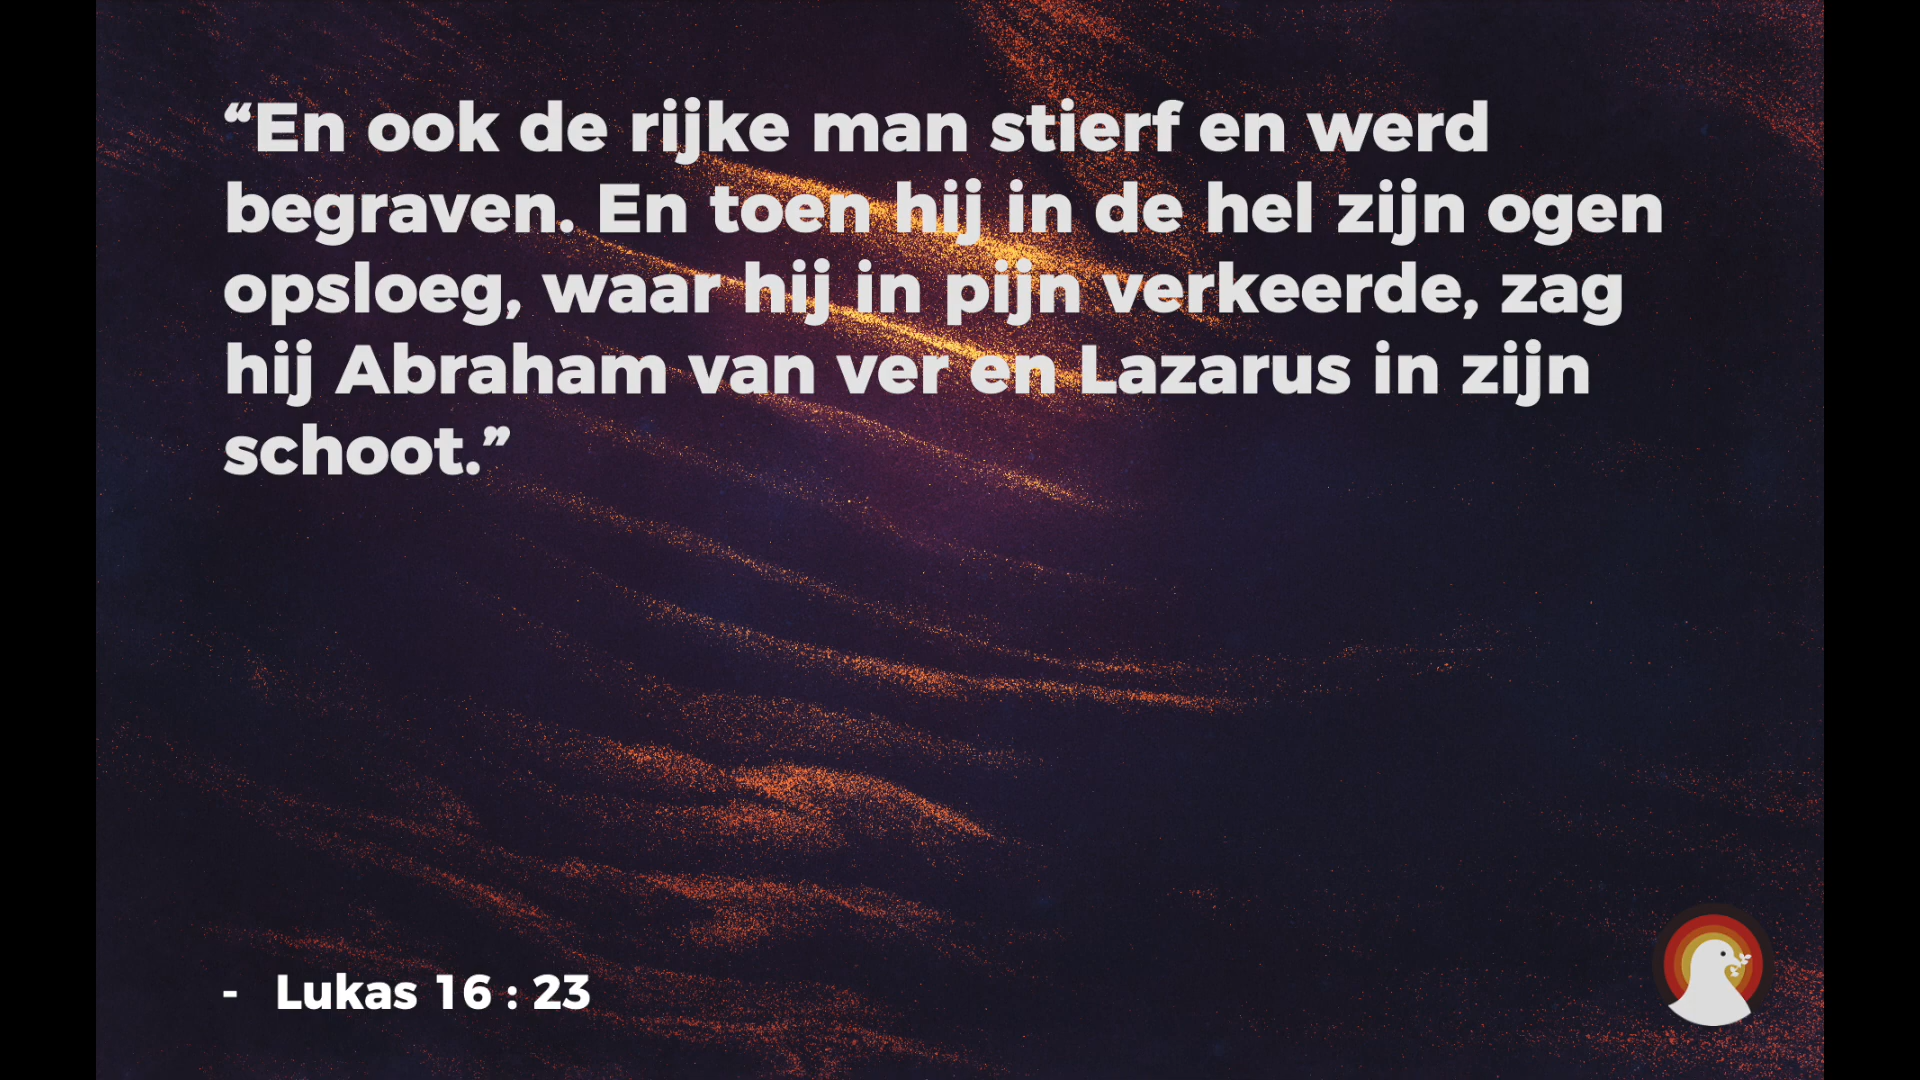 “En ook de rijke man stierf en werd
begraven. En toen hij in de hel zijn ogen
opsloeg, waar hij in pijn verkeerde, zag
hij Abraham van ver en Lazarus in zijn
schoot.”
- Lukas 16 : 23